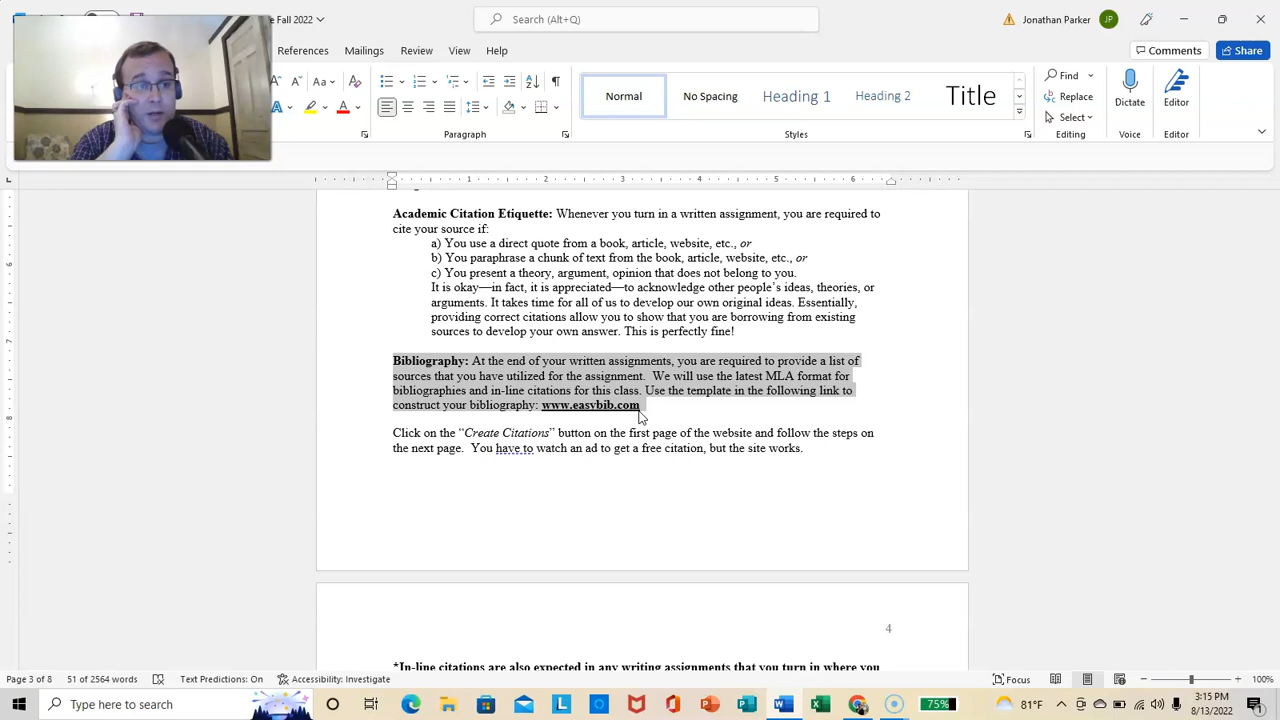 e Fall 2022
Search (Alt+Q)
Jonathan Parker
JP
References Mailings Review View Help
Comments
Share
Aa
A
A
Normal
No Spacing
Heading 1
Heading 2
Title
Find
Replace
Select
Dictate
Editor
Paragraph
Styles
Editing
Voice
Editor
1 2 3 4 5 6
Academic Citation Etiquette: Whenever you turn in a written assignment, you are required to
cite your source if:
a) You use a direct quote from a book, article, website, etc., or
b) You paraphrase a chunk of text from the book, article, website, etc., or
c) You present a theory, argument, opinion that does not belong to you.
It is okay—in fact, it is appreciated—to acknowledge other people's ideas, theories, or
arguments. It takes time for all of us to develop our own original ideas. Essentially,
providing correct citations allow you to show that you are borrowing from existing
sources to develop your own answer. This is perfectly fine!
Bibliography: At the end of your written assignments, you are required to provide a list of
sources that you have utilized for the assignment. We will use the latest MLA format for
bibliographies and in-line citations for this class. Use the template in the following link to
construct your bibliography: www.easybib.com
Click on the “Create Citations” button on the first page of the website and follow the steps on
the next page. You have to watch an ad to get a free citation, but the site works.
4
*In-line citations are also expected in any writing assignments that you turn in where you
Page 3 of 8
51 of 2564 words
Text Predictions: On
Accessibility: Investigate
Focus
100%
Type here to search
75%
81°F
3:15 PM
8/13/2022